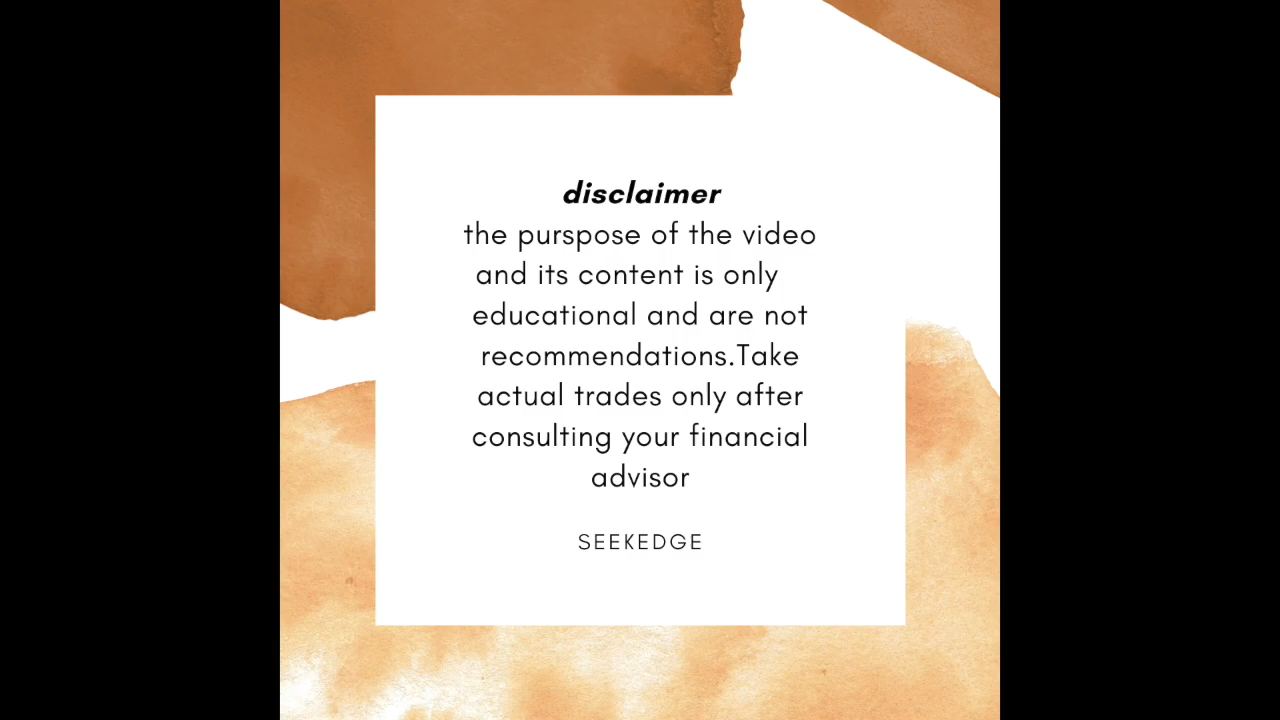 disclaimer
the purspose of the video
and its content is only
educational and are not
recommendations.Take
actual trades only after
consulting your financial
advisor
SEEKEDGE